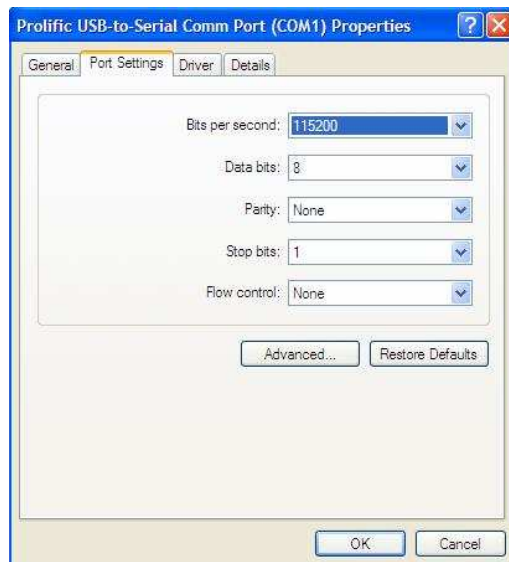 Prolific USB-to-Serial Comm Port (COM1) Properties
General Port Settings Driver Details
Bits per second: 115200
Data bits: 8
Parity: None
Stop bits: 1
Flow control: None
Advanced... Restore Defaults
OK Cancel